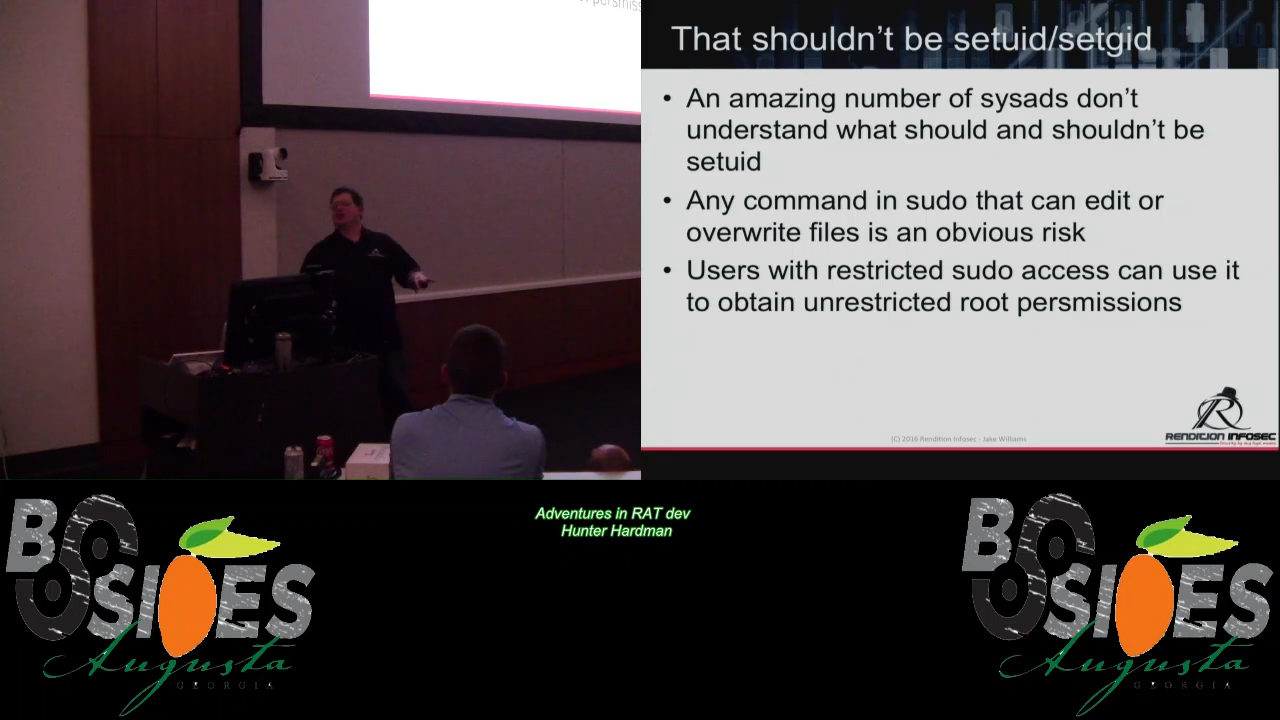 persmiss
That shouldn't be setuid/setgid
• An amazing number of sysads don't
understand what should and shouldn't be
setuid
• Any command in sudo that can edit or
overwrite files is an obvious risk
• Users with restricted sudo access can use it
to obtain unrestricted root persmissions
(C) 2016 Rendition Infosec - Jake Williams
R
RENDITION INFOSEC
Adventures in RAT dev
Hunter Hardman
BSIDES
Augusta
GEORGIA
BSIDES
Augusta
GEORGIA